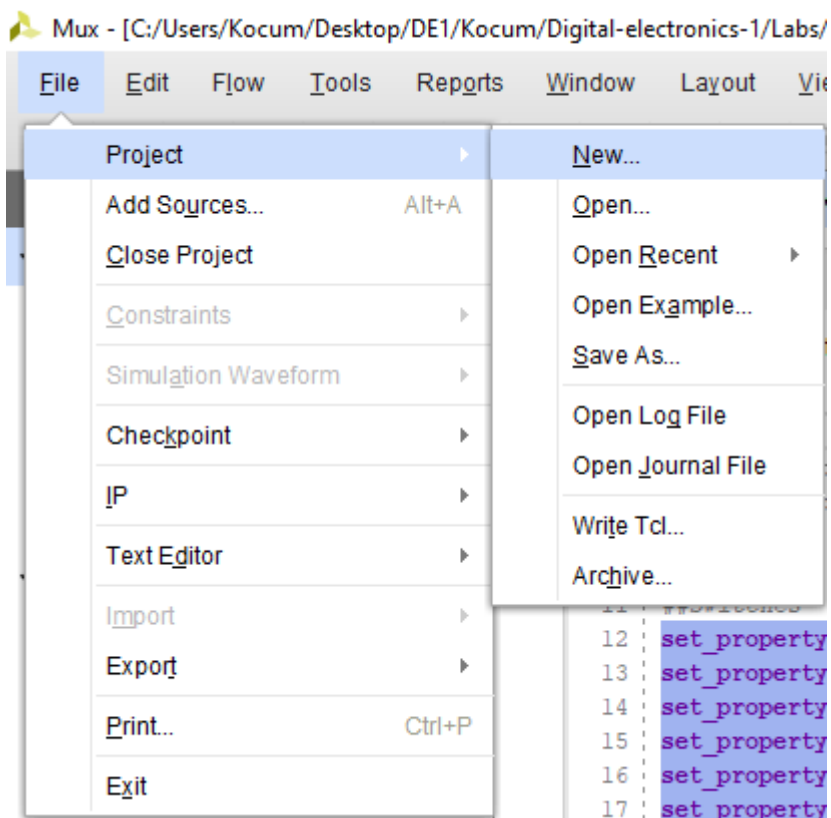 Mux - [C:/Users/Kocum/Desktop/DE1/Kocum/Digital-electronics-1/Labs/
File Edit Flow Tools Reports Window Layout
Project
Add Sources... Alt+A
Close Project
Constraints
Simulation Waveform
Checkpoint
IP
Text Editor
Import
Export
Print... Ctrl+P
Exit
New...
Open...
Open Recent
Open Example...
Save As...
Open Log File
Open Journal File
Write Tcl...
Archive...
11 ##Switches
12 set_property
13 set_property
14 set_property
15 set_property
16 set_property
17 set_property